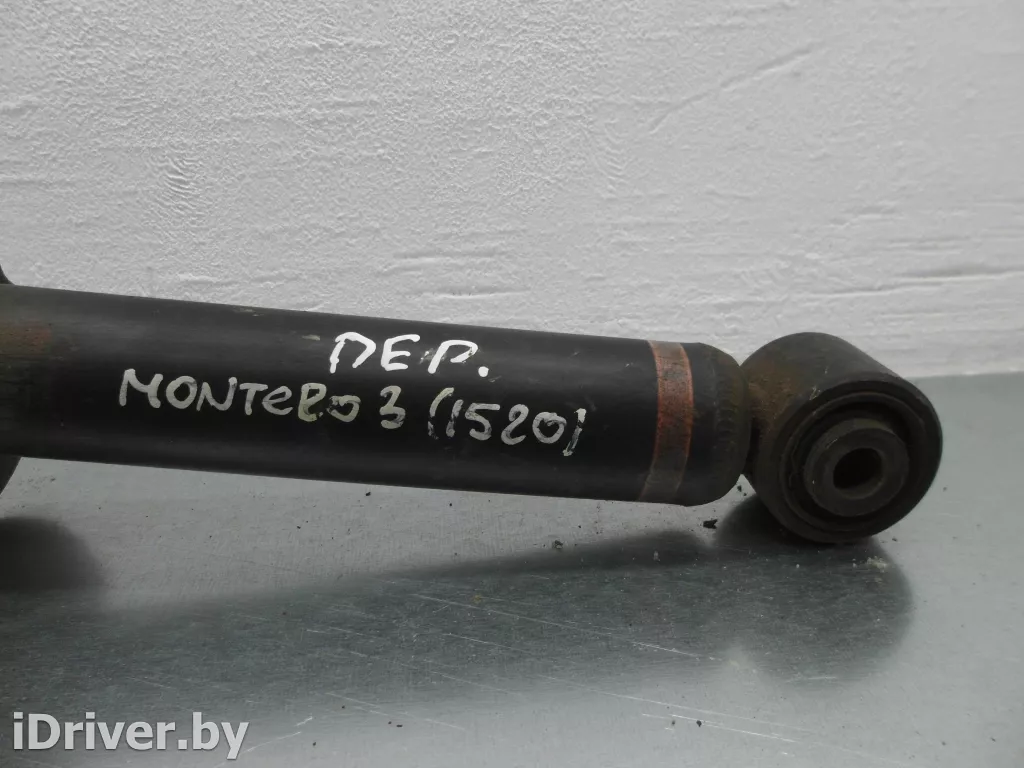 ПЕР.
MONTERO 3 (1520)
iDriver.by